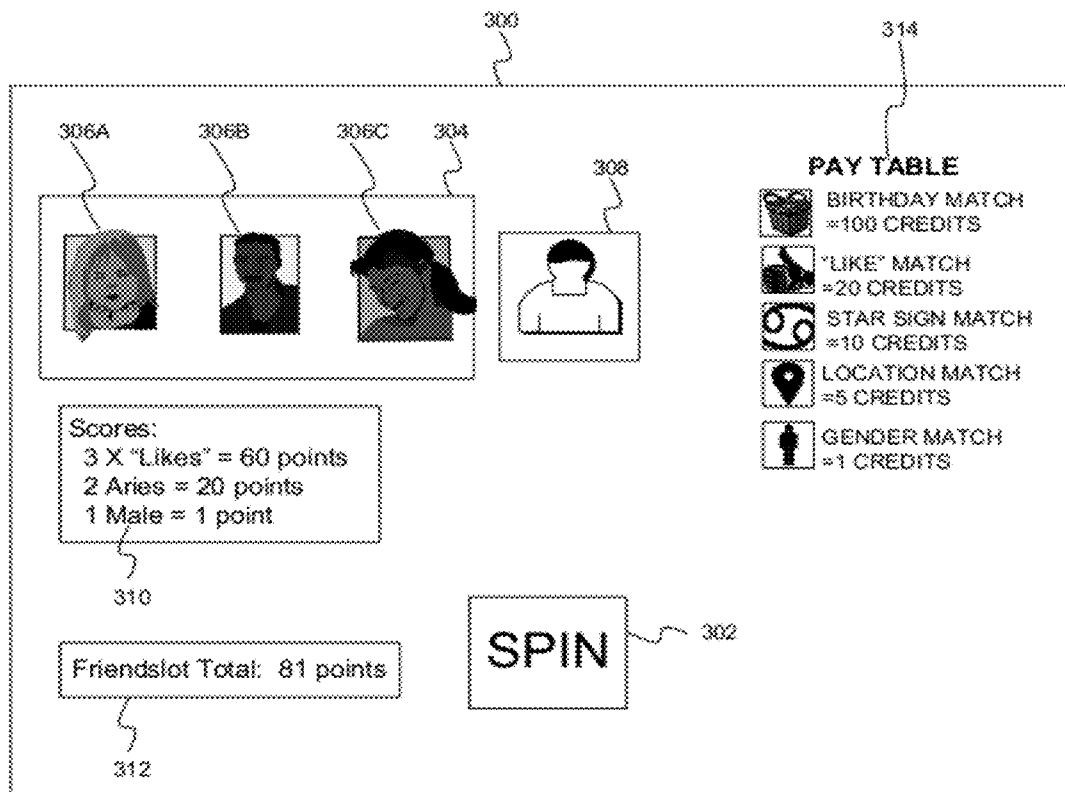 300
314
306A
306B
306C
304
308
PAY TABLE
BIRTHDAY MATCH
=100 CREDITS
"LIKE" MATCH
=20 CREDITS
STAR SIGN MATCH
=10 CREDITS
LOCATION MATCH
=5 CREDITS
GENDER MATCH
=1 CREDITS
Scores:
3 X "Likes" = 60 points
2 Aries = 20 points
1 Male = 1 point
310
SPIN
302
Friendslot Total: 81 points
312